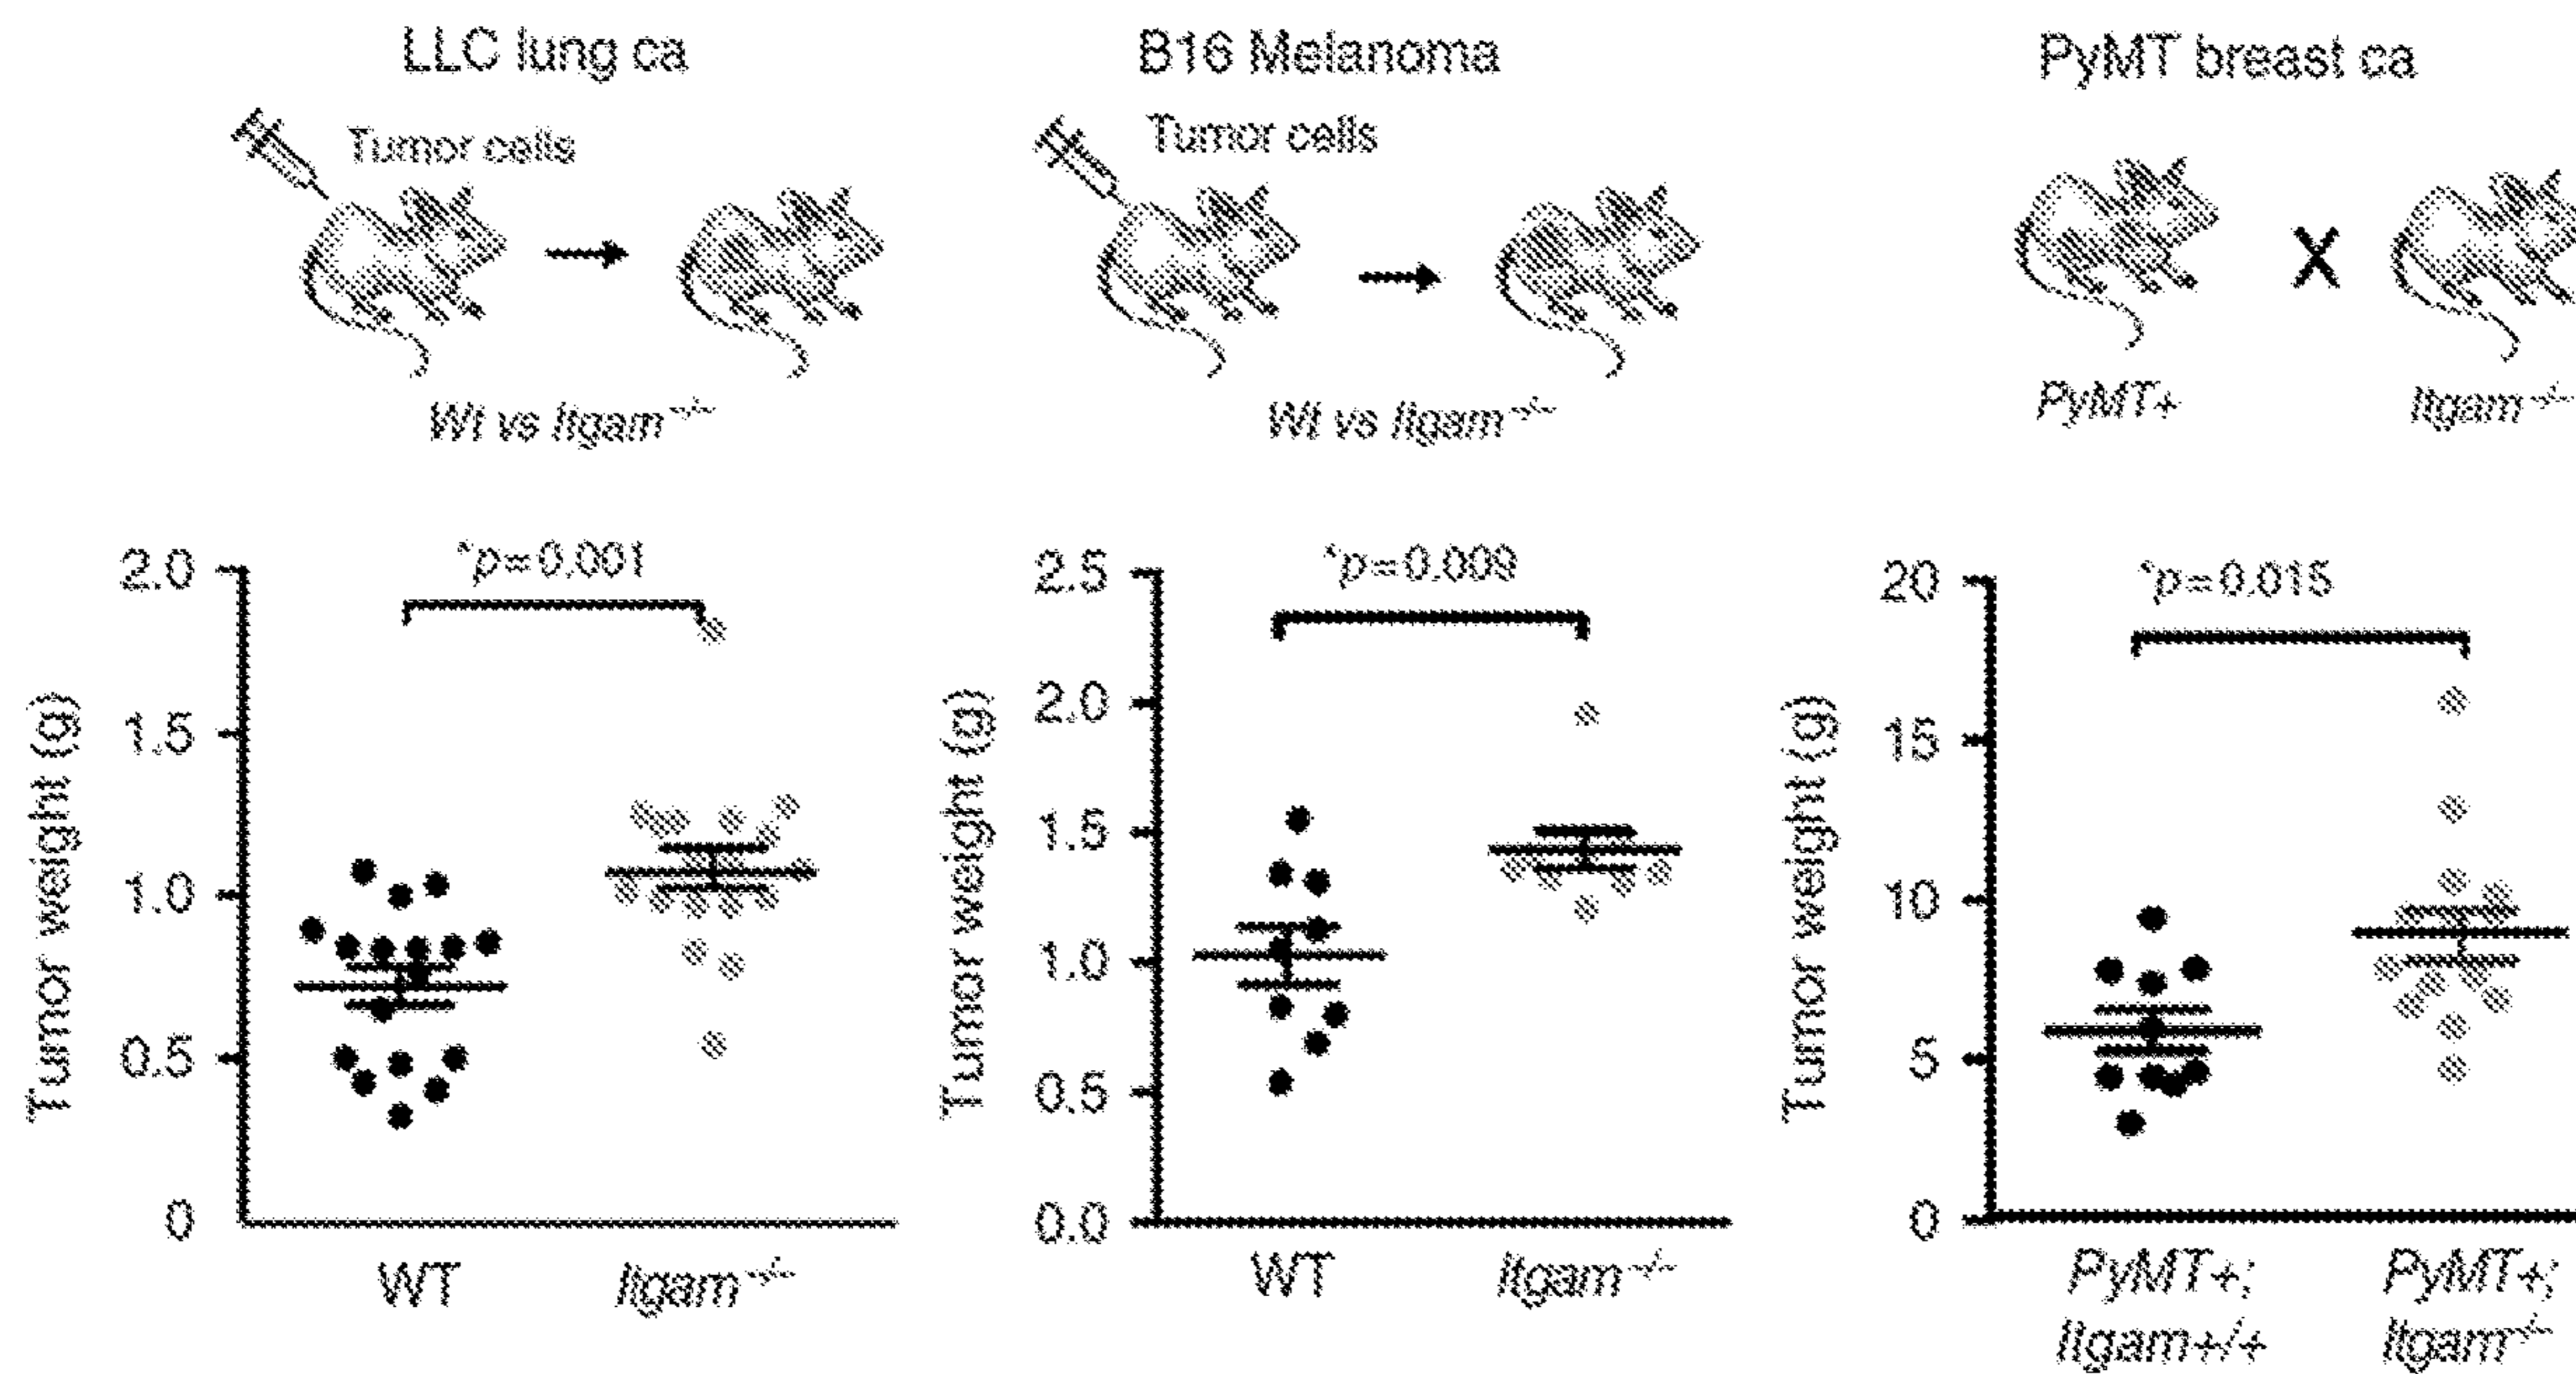 LLC lung ca
Tumor cells
Wt vs Itgam -/-
2.0
1.5
1.0
0.5
0
Tumor weight (g)
*p=0.001
WT
Itgam -/-
B16 Melanoma
Tumor cells
Wt vs Itgam -/-
2.5
2.0
1.5
1.0
0.5
0.0
Tumor weight (g)
*p=0.009
WT
Itgam -/-
PyMT breast ca
X
PyMT+
Itgam -/-
20
15
10
5
0
Tumor weight (g)
*p=0.015
PyMT+;
Itgam+/+
PyMT+;
Itgam -/-